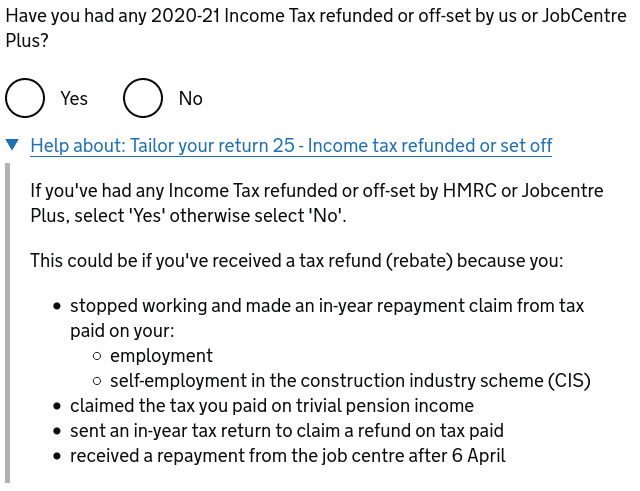 Have you had any 2020-21 Income Tax refunded or off-set by us or JobCentre
Plus?
Yes
No
Help about: Tailor your return 25 - Income tax refunded or set off
If you've had any Income Tax refunded or off-set by HMRC or Jobcentre
Plus, select 'Yes' otherwise select 'No'.
This could be if you've received a tax refund (rebate) because you:
stopped working and made an in-year repayment claim from tax
paid on your:
employment
self-employment in the construction industry scheme (CIS)
claimed the tax you paid on trivial pension income
sent an in-year tax return to claim a refund on tax paid
received a repayment from the job centre after 6 April